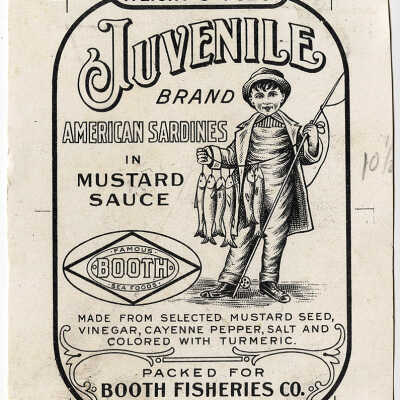 JUVENILE
BRAND
AMERICAN SARDINES
IN
MUSTARD
SAUCE
FAMOUS
BOOTH
SEA FOODS
MADE FROM SELECTED MUSTARD SEED,
VINEGAR, CAYENNE PEPPER, SALT AND
COLORED WITH TURMERIC.
PACKED FOR
BOOTH FISHERIES CO.